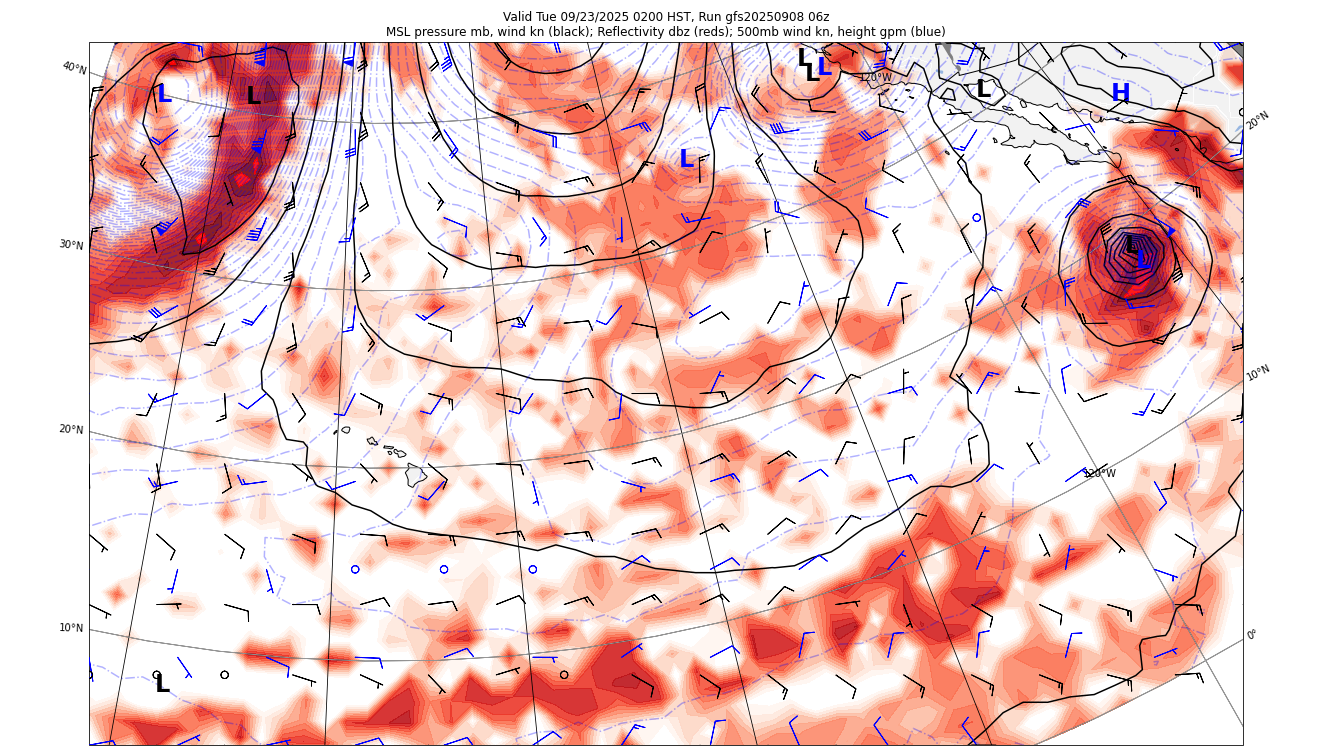 Valid Tue 09/23/2025 0200 HST, Run gfs20250908 06z
MSL pressure mb, wind kn (black); Reflectivity dbz (reds); 500mb wind kn, height gpm (blue)
40°N
L
L
L
L
L
120°W
L
H
20°N
L
30°N
L
L
10°N
20°N
120°W
10°N
0°
L